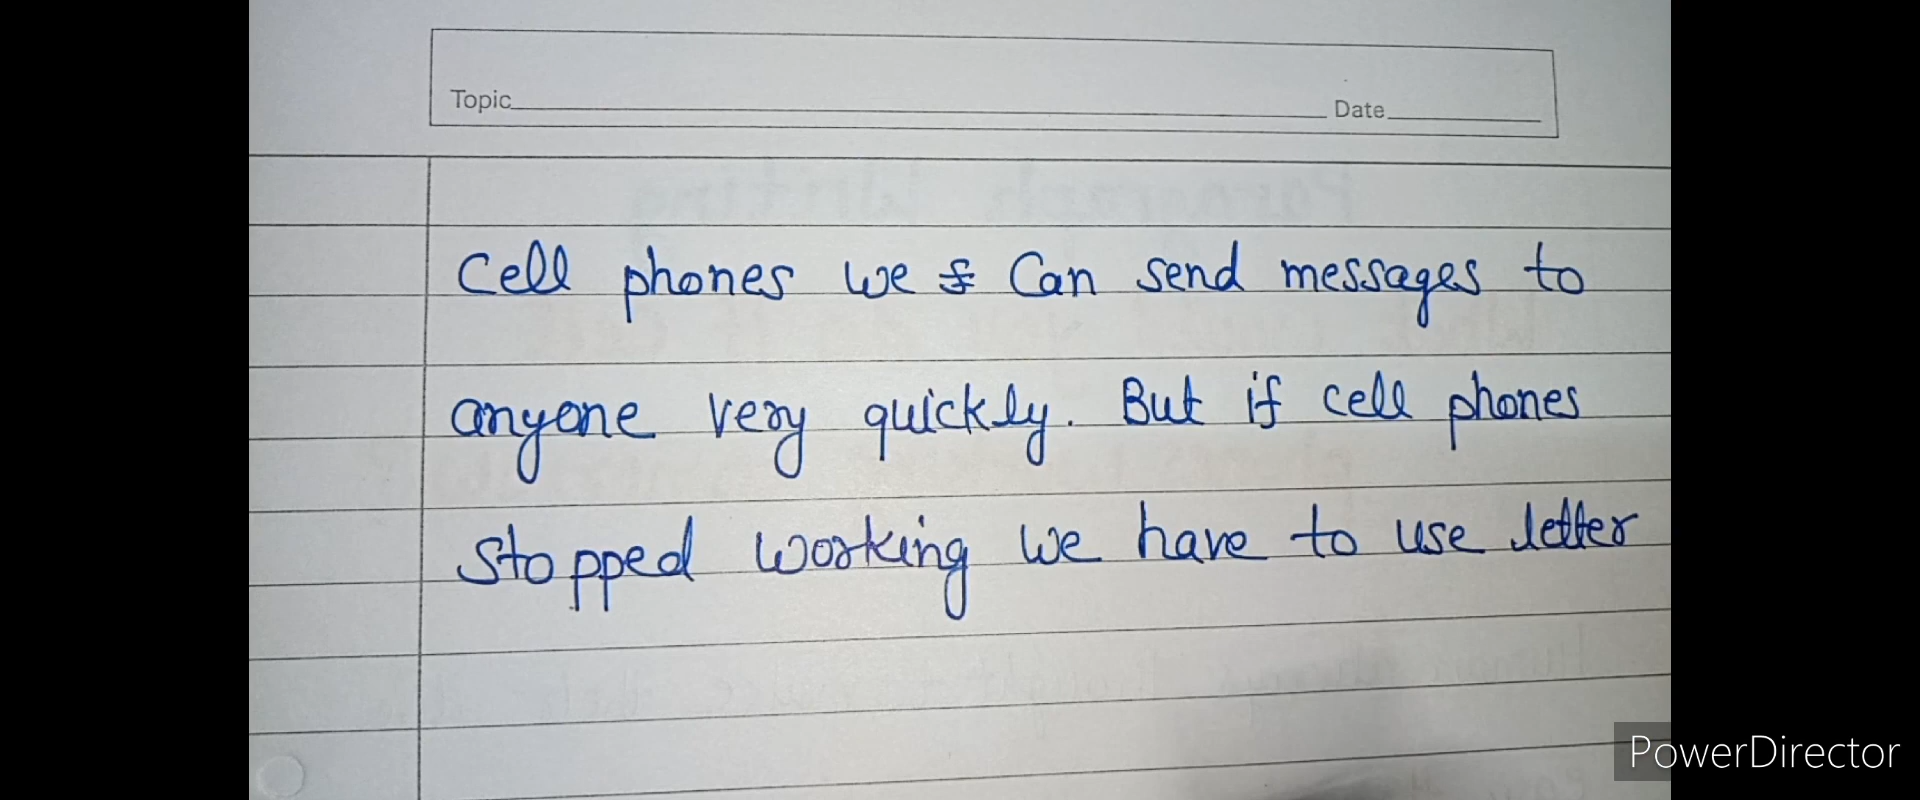 Topic Date
Cell phones we Can send messages to
anyone very quickly. But if cell phones
stopped working we have to use letter
PowerDirector